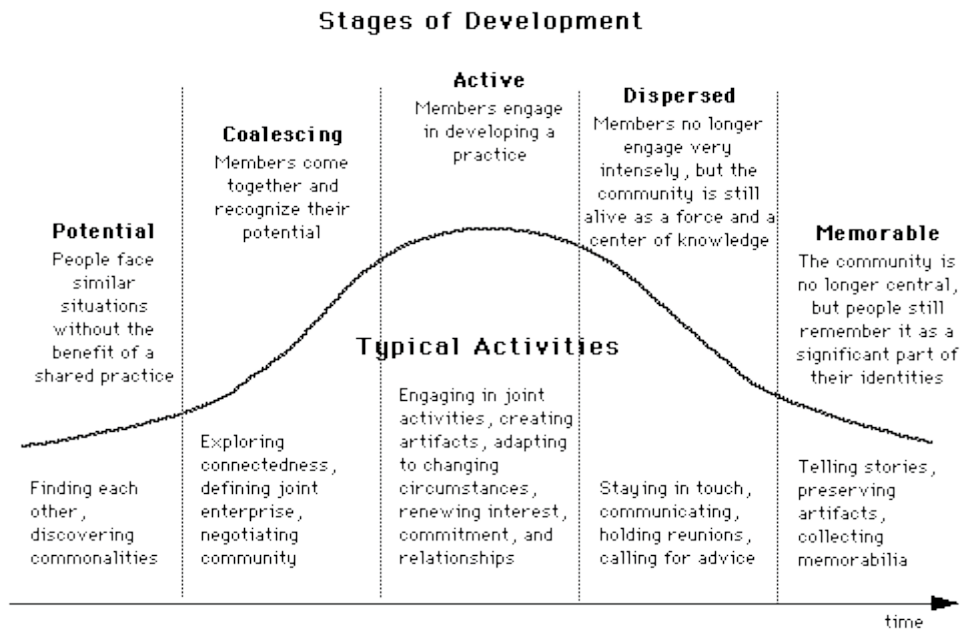 Stages of Development
Potential
People face
similar
situations
without the
benefit of a
shared practice
Coalescing
Members come
together and
recognize their
potential
Active
Members engage
in developing a
practice
Dispersed
Members no longer
engage very
intensely, but the
community is still
alive as a force and a
center of knowledge
Memorable
The community is
no longer central,
but people still
remember it as a
significant part of
their identities
Typical Activities
Finding each
other,
discovering
commonalities
Exploring
connectedness,
defining joint
enterprise,
negotiating
community
Engaging in joint
activities, creating
artifacts, adapting
to changing
circumstances,
renewing interest,
commitment, and
relationships
Staying in touch,
communicating,
holding reunions,
calling for advice
Telling stories,
preserving
artifacts,
collecting
memorabilia
time